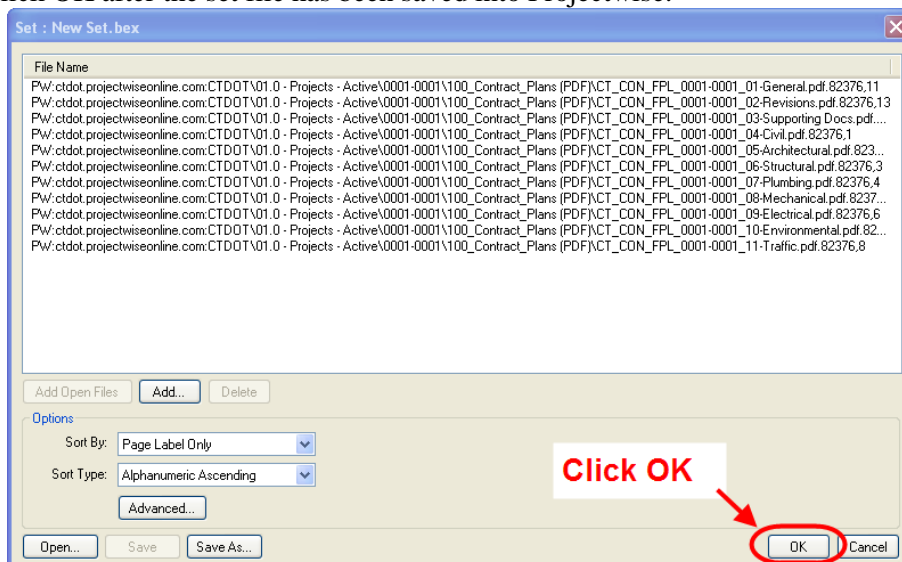 Click OK after the set file has been saved into Projectwise.
Set : New Set.bex
File Name
PW:ctdot.projectwiseonline.com:CTDOT\01.0 - Projects - Active\0001-0001\100_Contract_Plans (PDF)\CT_CON_FPL_0001-0001_01-General.pdf.82376,11
PW:ctdot.projectwiseonline.com:CTDOT\01.0 - Projects - Active\0001-0001\100_Contract_Plans (PDF)\CT_CON_FPL_0001-0001_02-Revisions.pdf.82376,13
PW:ctdot.projectwiseonline.com:CTDOT\01.0 - Projects - Active\0001-0001\100_Contract_Plans (PDF)\CT_CON_FPL_0001-0001_03-Supporting Docs.pdf....
PW:ctdot.projectwiseonline.com:CTDOT\01.0 - Projects - Active\0001-0001\100_Contract_Plans (PDF)\CT_CON_FPL_0001-0001_04-Civil.pdf.82376,1
PW:ctdot.projectwiseonline.com:CTDOT\01.0 - Projects - Active\0001-0001\100_Contract_Plans (PDF)\CT_CON_FPL_0001-0001_05-Architectural.pdf.823...
PW:ctdot.projectwiseonline.com:CTDOT\01.0 - Projects - Active\0001-0001\100_Contract_Plans (PDF)\CT_CON_FPL_0001-0001_06-Structural.pdf.82376,3
PW:ctdot.projectwiseonline.com:CTDOT\01.0 - Projects - Active\0001-0001\100_Contract_Plans (PDF)\CT_CON_FPL_0001-0001_07-Plumbing.pdf.82376,4
PW:ctdot.projectwiseonline.com:CTDOT\01.0 - Projects - Active\0001-0001\100_Contract_Plans (PDF)\CT_CON_FPL_0001-0001_08-Mechanical.pdf.8237...
PW:ctdot.projectwiseonline.com:CTDOT\01.0 - Projects - Active\0001-0001\100_Contract_Plans (PDF)\CT_CON_FPL_0001-0001_09-Electrical.pdf.82376,6
PW:ctdot.projectwiseonline.com:CTDOT\01.0 - Projects - Active\0001-0001\100_Contract_Plans (PDF)\CT_CON_FPL_0001-0001_10-Environmental.pdf.82...
PW:ctdot.projectwiseonline.com:CTDOT\01.0 - Projects - Active\0001-0001\100_Contract_Plans (PDF)\CT_CON_FPL_0001-0001_11-Traffic.pdf.82376,8
Add Open Files Add... Delete
Options
Sort By: Page Label Only
Sort Type: Alphanumeric Ascending
Click OK
Advanced...
Open... Save Save As... OK Cancel